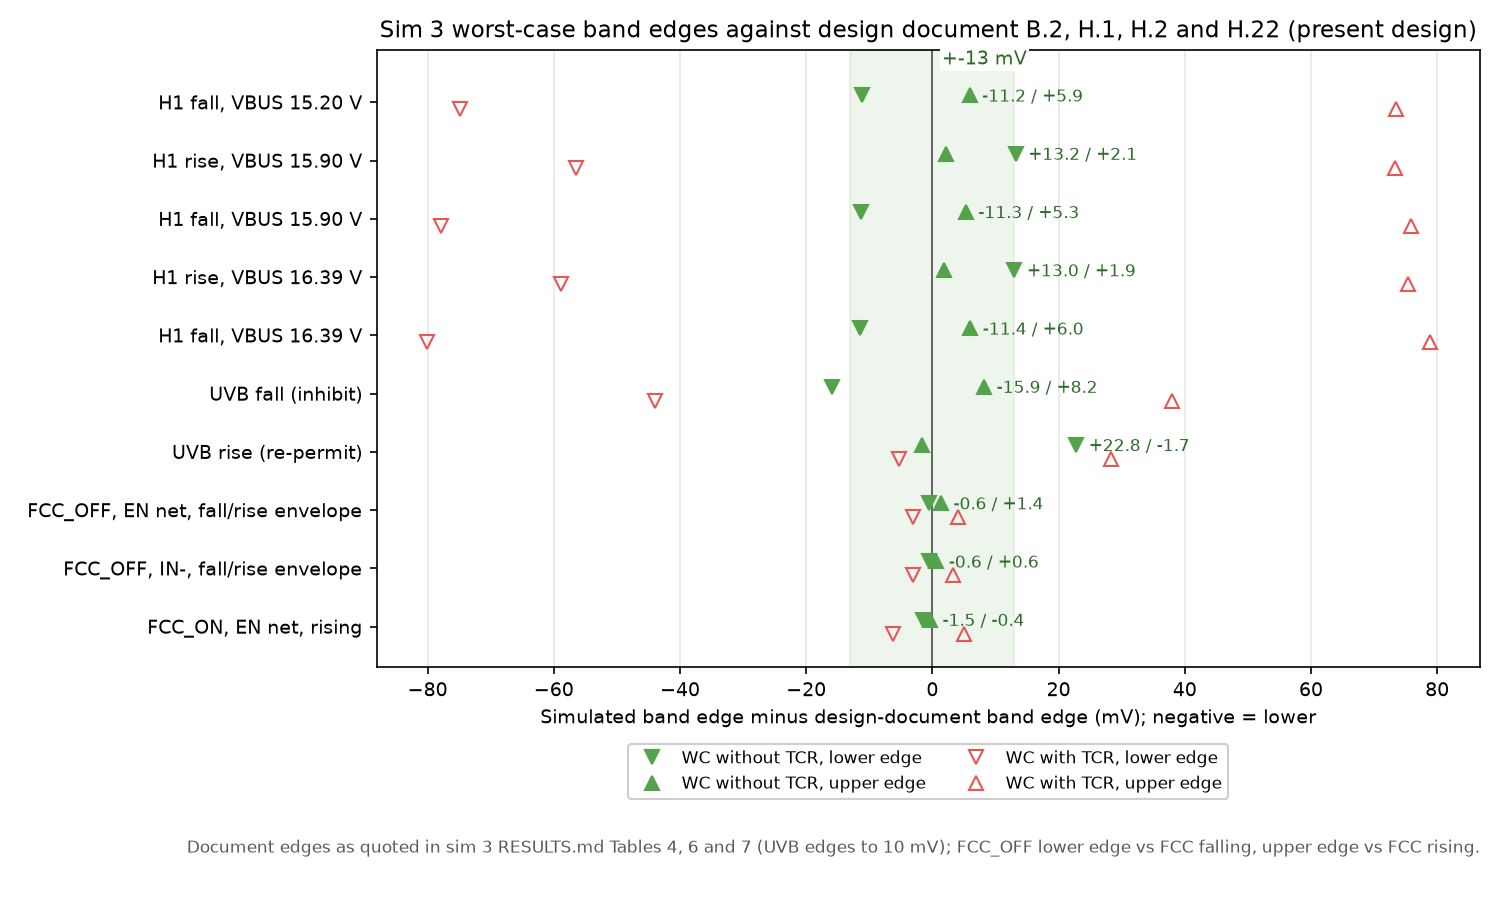 Sim 3 worst-case band edges against design document B.2, H.1, H.2 and H.22 (present design)
+-13 mV
H1 fall, VBUS 15.20 V
-11.2 / +5.9
H1 rise, VBUS 15.90 V
+13.2 / +2.1
H1 fall, VBUS 15.90 V
-11.3 / +5.3
H1 rise, VBUS 16.39 V
+13.0 / +1.9
H1 fall, VBUS 16.39 V
-11.4 / +6.0
UVB fall (inhibit)
-15.9 / +8.2
UVB rise (re-permit)
+22.8 / -1.7
FCC_OFF, EN net, fall/rise envelope
-0.6 / +1.4
FCC_OFF, IN-, fall/rise envelope
-0.6 / +0.6
FCC_ON, EN net, rising
-1.5 / -0.4
−80 −60 −40 −20 0 20 40 60 80
Simulated band edge minus design-document band edge (mV); negative = lower
WC without TCR, lower edge
WC without TCR, upper edge
WC with TCR, lower edge
WC with TCR, upper edge
Document edges as quoted in sim 3 RESULTS.md Tables 4, 6 and 7 (UVB edges to 10 mV); FCC_OFF lower edge vs FCC falling, upper edge vs FCC rising.